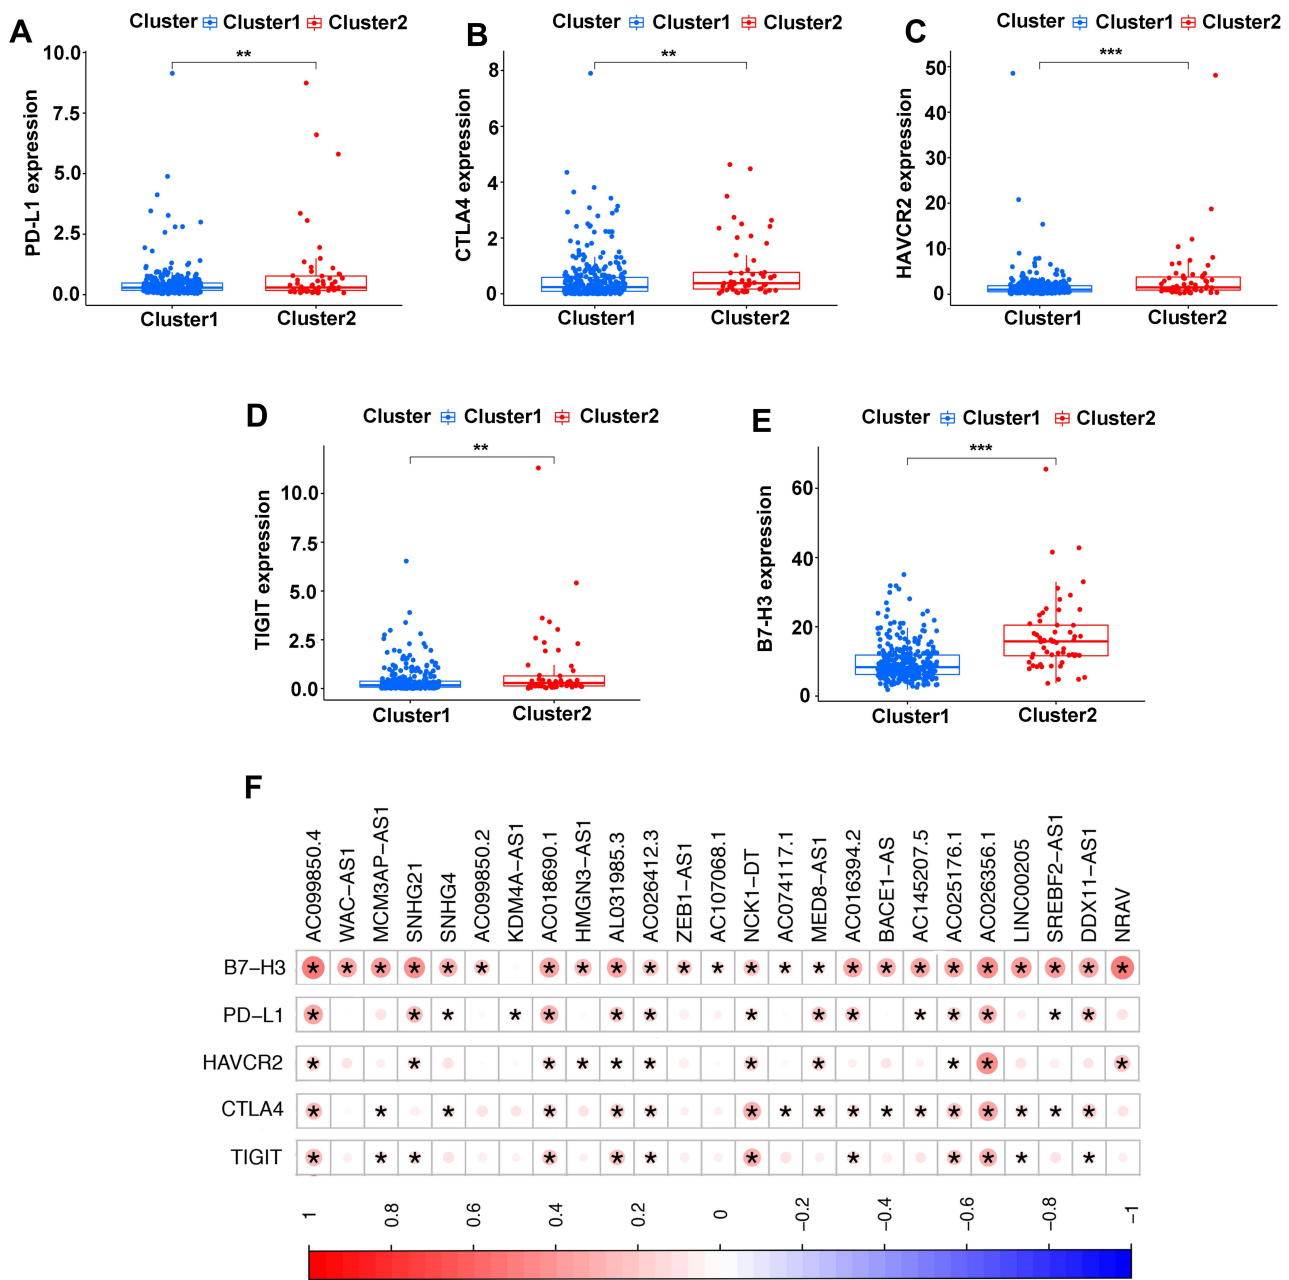 A
Cluster Cluster1 Cluster2
**
PD-L1 expression
10.0
7.5
5.0
2.5
0.0
Cluster1 Cluster2
B
Cluster Cluster1 Cluster2
**
CTLA4 expression
8
6
4
2
0
Cluster1 Cluster2
C
Cluster Cluster1 Cluster2
***
HAVCR2 expression
50
40
30
20
10
0
Cluster1 Cluster2
D
Cluster Cluster1 Cluster2
**
TIGIT expression
10.0
7.5
5.0
2.5
0.0
Cluster1 Cluster2
E
Cluster Cluster1 Cluster2
***
B7-H3 expression
60
40
20
0
Cluster1 Cluster2
F
AC099850.4
WAC−AS1
MCM3AP−AS1
SNHG21
SNHG4
AC099850.2
KDM4A−AS1
AC018690.1
HMGN3−AS1
AL031985.3
AC026412.3
ZEB1−AS1
AC107068.1
NCK1−DT
AC074117.1
MED8−AS1
AC016394.2
BACE1−AS
AC145207.5
AC025176.1
AC026356.1
LINC00205
SREBF2−AS1
DDX11−AS1
NRAV
B7−H3 * * * * * * * * * * * * * * * * * * * * * * * *
PD−L1 * * * * * * * * * * * * * * *
HAVCR2 * * * * * * * * * * *
CTLA4 * * * * * * * * * * * * * * * * *
TIGIT * * * * * * * * * * * *
1 0.8 0.6 0.4 0.2 0 −0.2 −0.4 −0.6 −0.8 −1